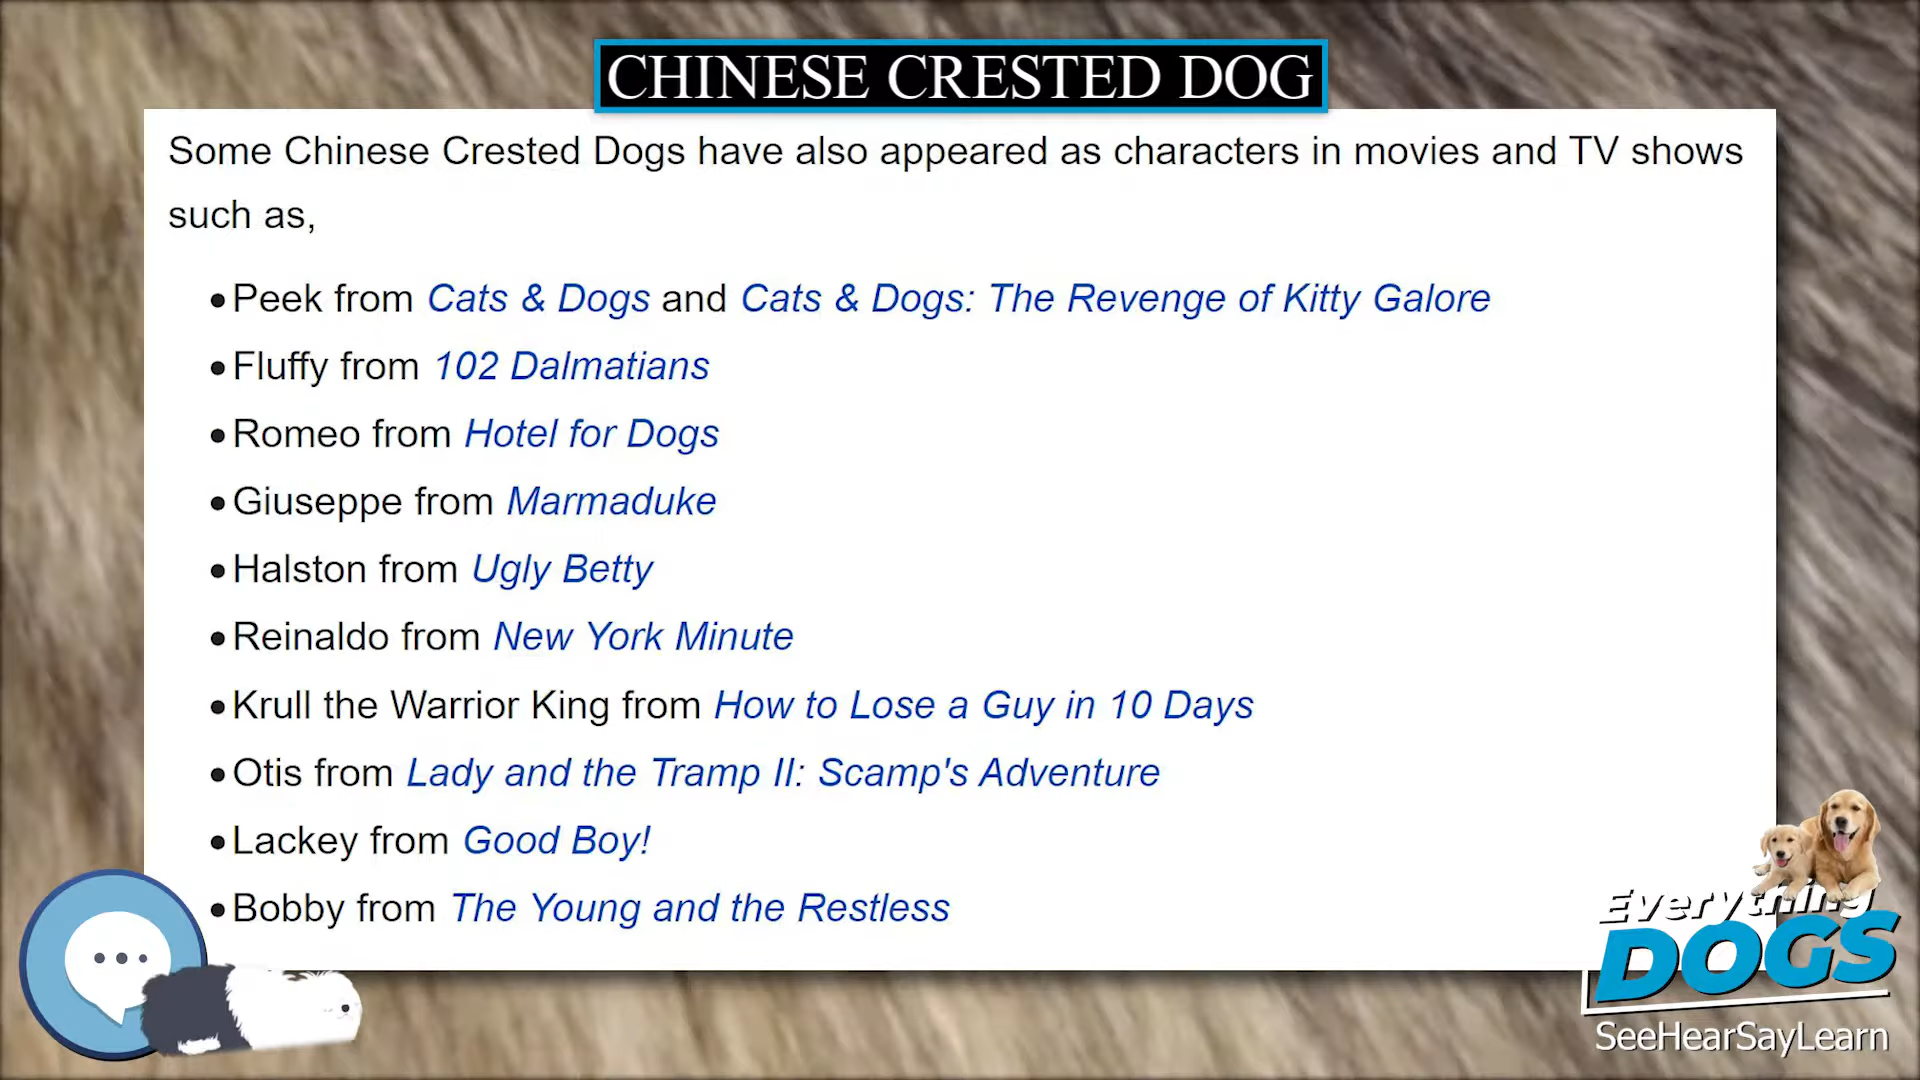 CHINESE CRESTED DOG
Some Chinese Crested Dogs have also appeared as characters in movies and TV shows
such as,
•Peek from Cats & Dogs and Cats & Dogs: The Revenge of Kitty Galore
•Fluffy from 102 Dalmatians
•Romeo from Hotel for Dogs
•Giuseppe from Marmaduke
•Halston from Ugly Betty
•Reinaldo from New York Minute
•Krull the Warrior King from How to Lose a Guy in 10 Days
•Otis from Lady and the Tramp II: Scamp's Adventure
•Lackey from Good Boy!
•Bobby from The Young and the Restless
Everything
DOGS
SeeHearSayLearn